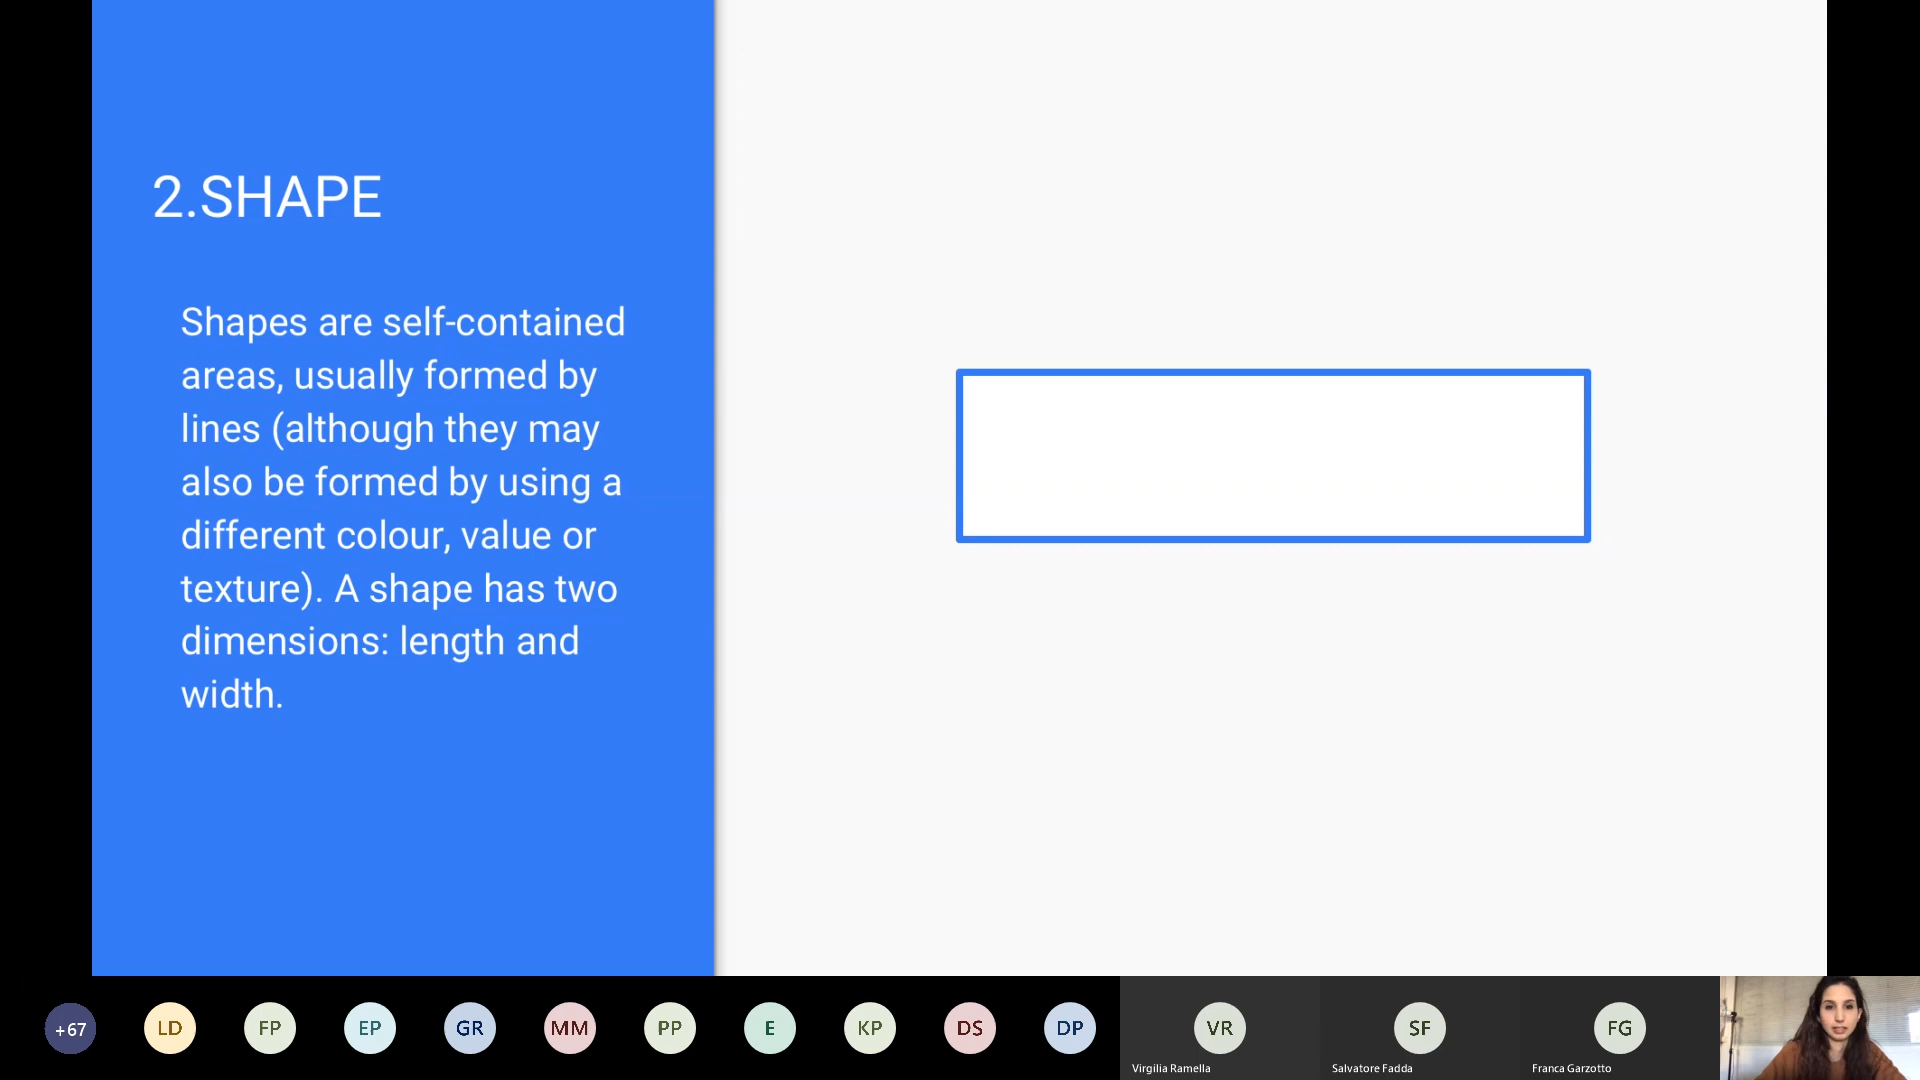 2.SHAPE
Shapes are self-contained
areas, usually formed by
lines (although they may
also be formed by using a
different colour, value or
texture). A shape has two
dimensions: length and
width.
+67
LD
FP
EP
GR
MM
PP
E
KP
DS
DP
VR
SF
FG
Virgilia Ramella
Salvatore Fadda
Franca Garzotto